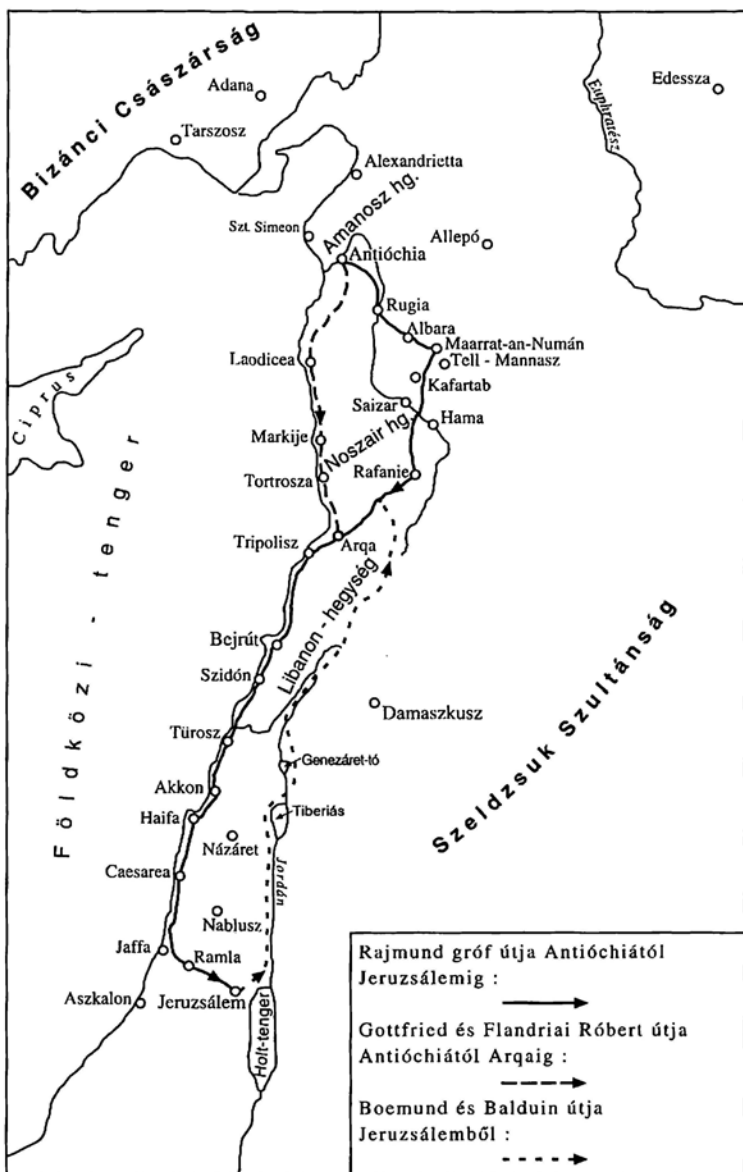 Bizánci Császárság
Adana
Tarszosz
Euphratész
Edessza
Alexandrietta
Amanosz hg.
Szt. Simeon
Antióchia
Allepó
Rugia
Albara
Maarrat-an-Numán
Tell - Mannasz
Laodicea
Kafartab
Ciprus
Saizar
Hama
Markije
Noszair hg.
Tortrosza
Rafanie
Földközi - tenger
Tripolisz
Arqa
Libanon - hegység
Bejrút
Szidón
Damaszkusz
Szeldzsuk Szultánság
Türosz
Genezáret-tó
Akkon
Haifa
Tiberiás
Názáret
Caesarea
Jordán
Nablusz
Jaffa
Ramla
Aszkalon
Jeruzsálem
Holt-tenger
Rajmund gróf útja Antióchiától
Jeruzsálemig :
Gottfried és Flandriai Róbert útja
Antióchiától Arqaig :
Boemund és Balduin útja
Jeruzsálemből :